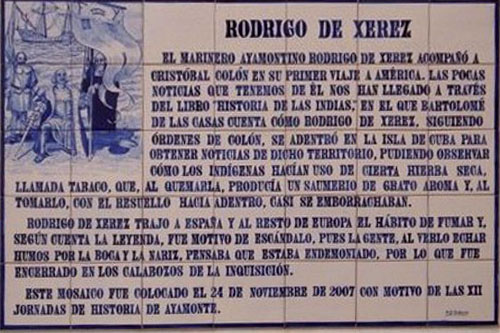 RODRIGO DE XEREZ
EL MARINERO AYAMONTINO RODRIGO DE XEREZ ACOMPAÑÓ A
CRISTÓBAL COLÓN EN SU PRIMER VIAJE A AMÉRICA. LAS POCAS
NOTICIAS QUE TENEMOS DE ÉL NOS HAN LLEGADO A TRAVÉS
DEL LIBRO "HISTORIA DE LAS INDIAS," EN EL QUE BARTOLOMÉ
DE LAS CASAS CUENTA CÓMO RODRIGO DE XEREZ, SIGUIENDO
ÓRDENES DE COLÓN, SE ADENTRÓ EN LA ISLA DE CUBA PARA
OBTENER NOTICIAS DE DICHO TERRITORIO, PUDIENDO OBSERVAR
CÓMO LOS INDÍGENAS HACÍAN USO DE CIERTA HIERBA SECA,
LLAMADA TABACO, QUE, AL QUEMARLA, PRODUCÍA UN SAUMERIO DE GRATO AROMA Y, AL
TOMARLO, CON EL RESUELLO HACIA ADENTRO, CASI SE EMBORRACHABAN.
RODRIGO DE XEREZ TRAJO A ESPAÑA Y AL RESTO DE EUROPA EL HÁBITO DE FUMAR Y,
SEGÚN CUENTA LA LEYENDA, FUE MOTIVO DE ESCÁNDALO, PUES LA GENTE, AL VERLO ECHAR
HUMOS POR LA BOCA Y LA NARIZ, PENSABA QUE ESTABA ENDEMONIADO, POR LO QUE FUE
ENCERRADO EN LOS CALABOZOS DE LA INQUISICIÓN.
ESTE MOSAICO FUE COLOCADO EL 24 DE NOVIEMBRE DE 2007 CON MOTIVO DE LAS XII
JORNADAS DE HISTORIA DE AYAMONTE.